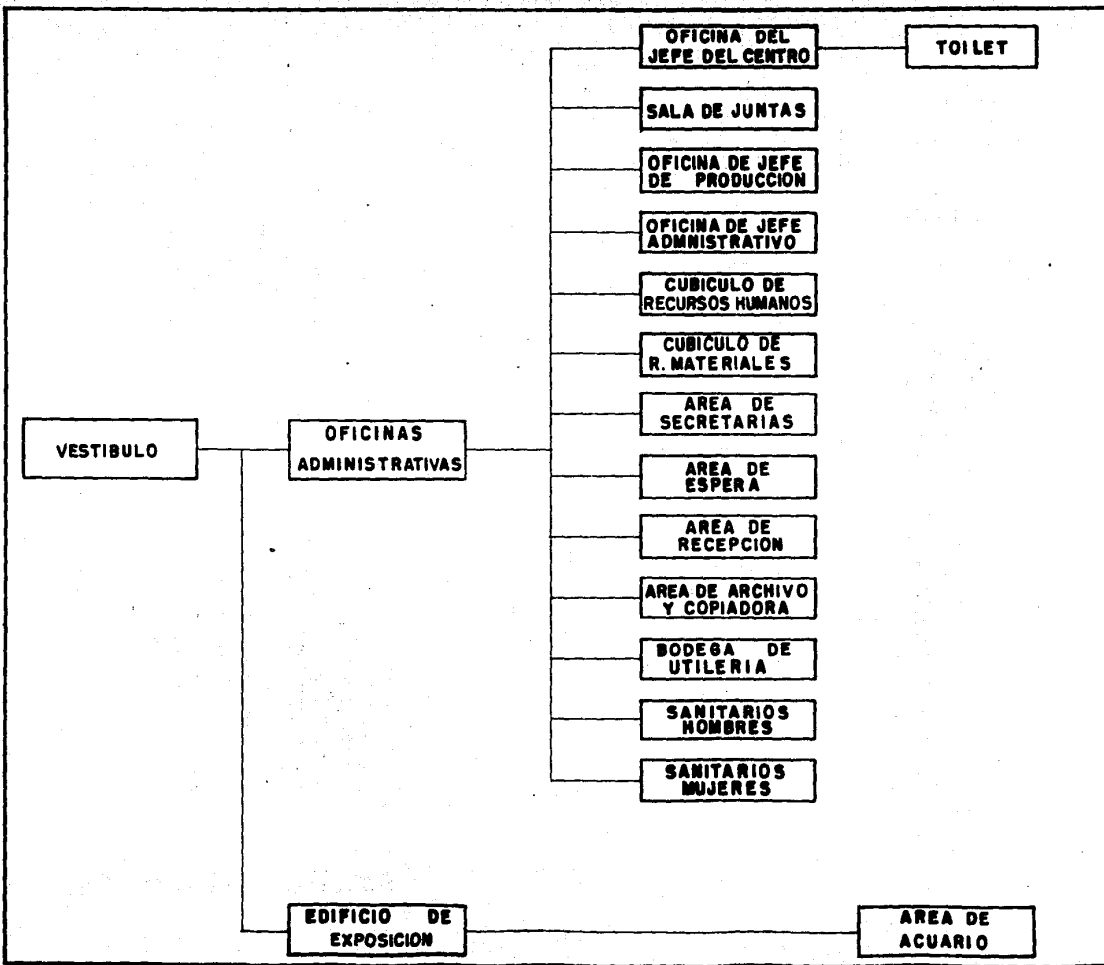 OFICINA DEL
JEFE DEL CENTRO
TOILET
SALA DE JUNTAS
OFICINA DE JEFE
DE PRODUCCION
OFICINA DE JEFE
ADMNISTRATIVO
CUBICULO DE
RECURSOS HUMANOS
CUBICULO DE
R. MATERIALES
AREA DE
SECRETARIAS
AREA DE
ESPERA
AREA DE
RECEPCION
AREA DE ARCHIVO
Y COPIADORA
BODEGA DE
UTILERIA
SANITARIOS
HOMBRES
SANITARIOS
MUJERES
VESTIBULO
OFICINAS
ADMINISTRATIVAS
EDIFICIO DE
EXPOSICION
AREA DE
ACUARIO